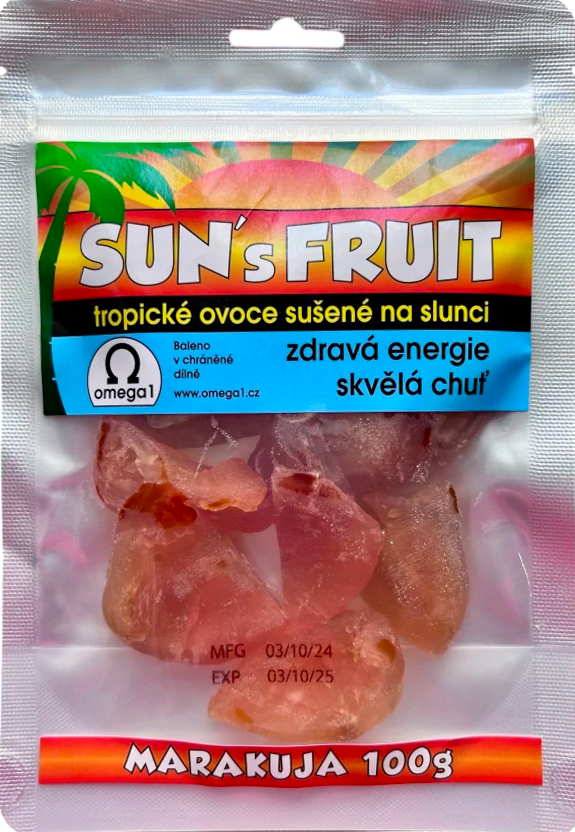 SUN´s FRUIT
tropické ovoce sušené na slunci
Ω
omega1
Baleno
v chráněné
dílně
www.omega1.cz
zdravá energie
skvělá chuť
MFG 03/10/24
EXP 03/10/25
MARAKUJA 100g